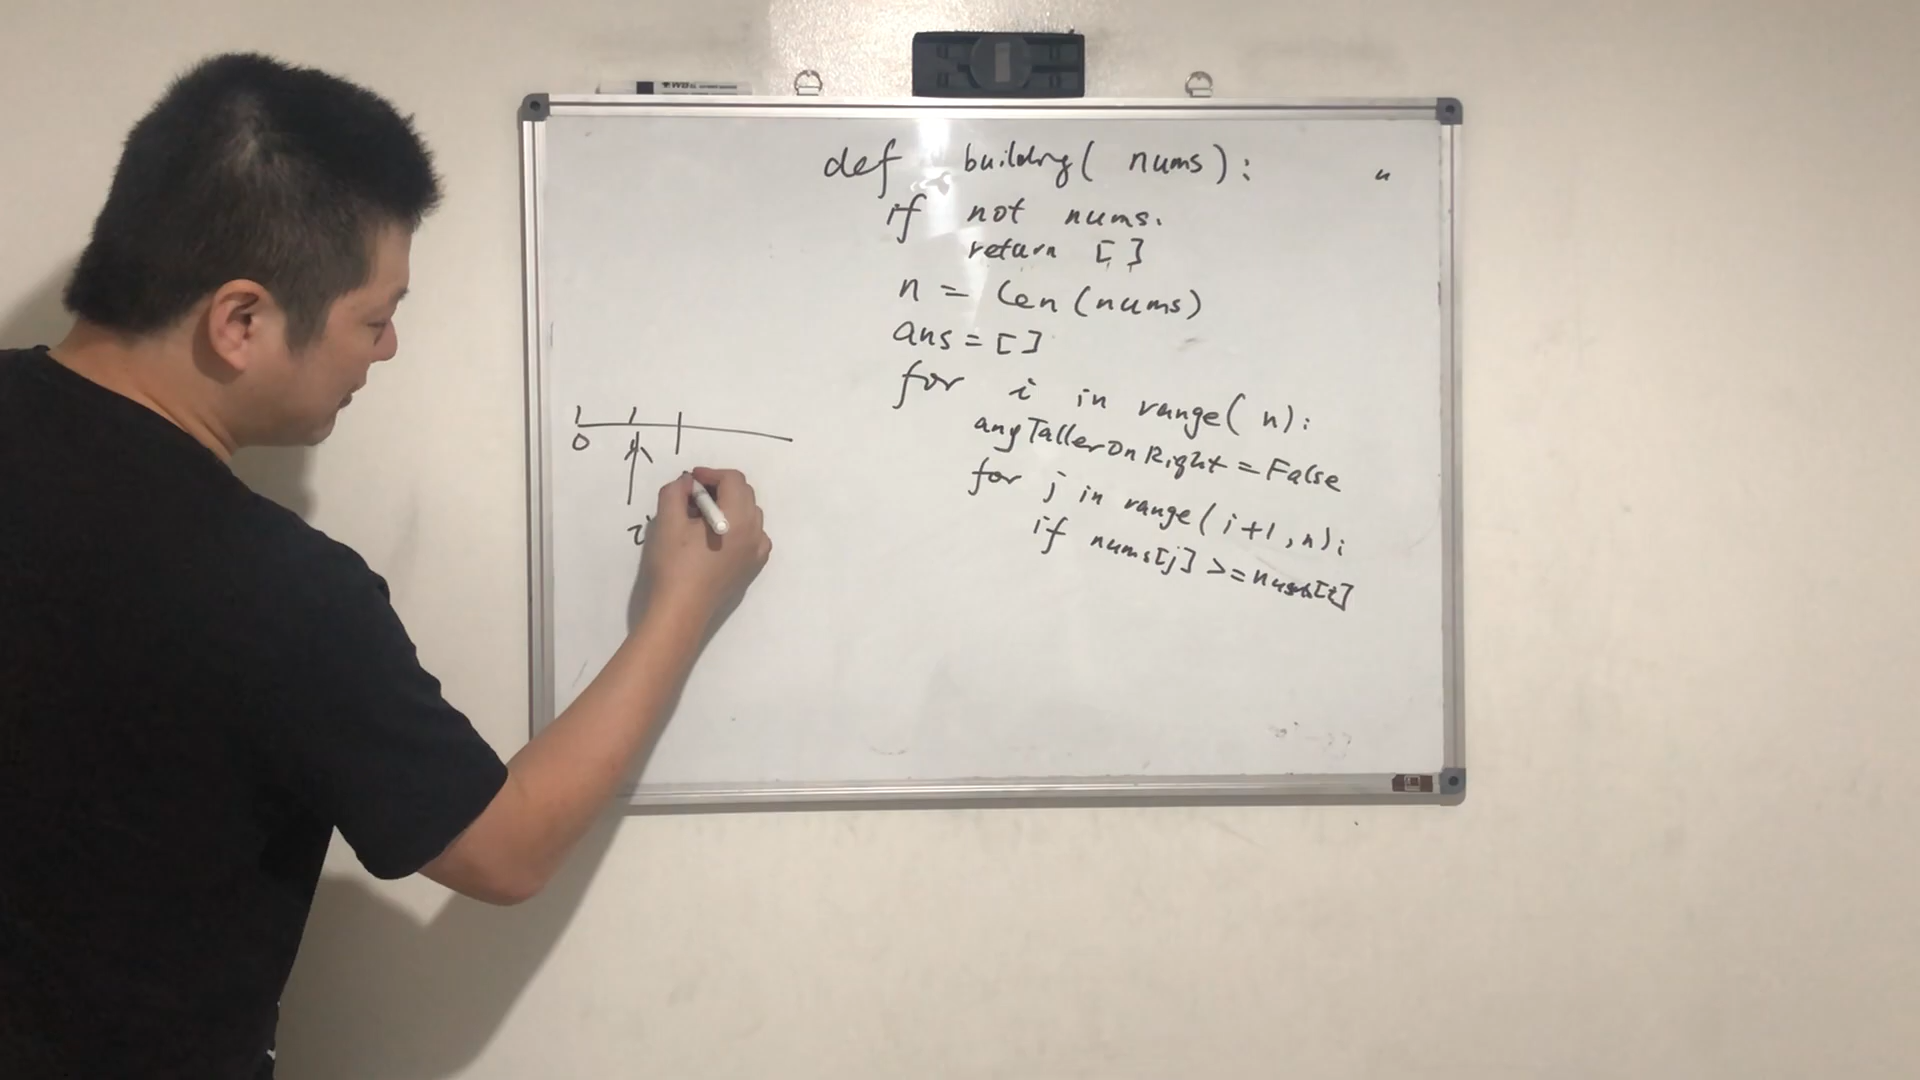 def building( nums ):
n
if not nums.
return [ ]
n = len (nums)
ans = [ ]
for i in range( n):
anyTallerOnRight = False
for j in range( i+1, n):
if nums[j] >= nums[i]
0
i